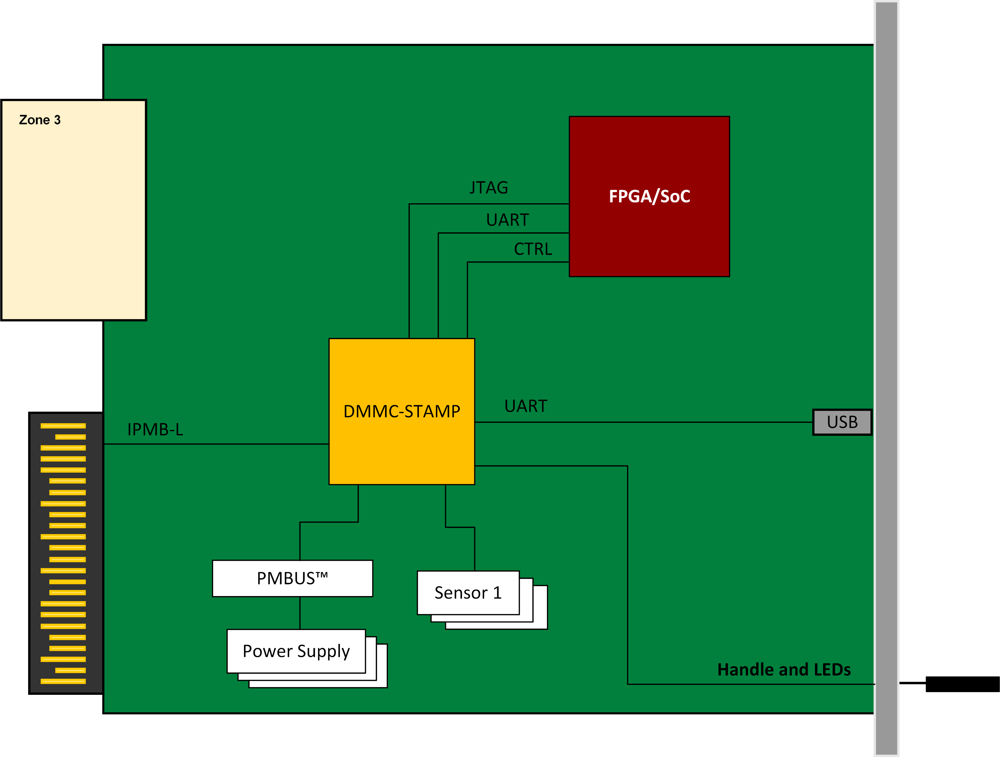 Zone 3
JTAG
FPGA/SoC
UART
CTRL
DMMC-STAMP
UART
USB
IPMB-L
PMBUS™
Sensor 1
Power Supply
Handle and LEDs